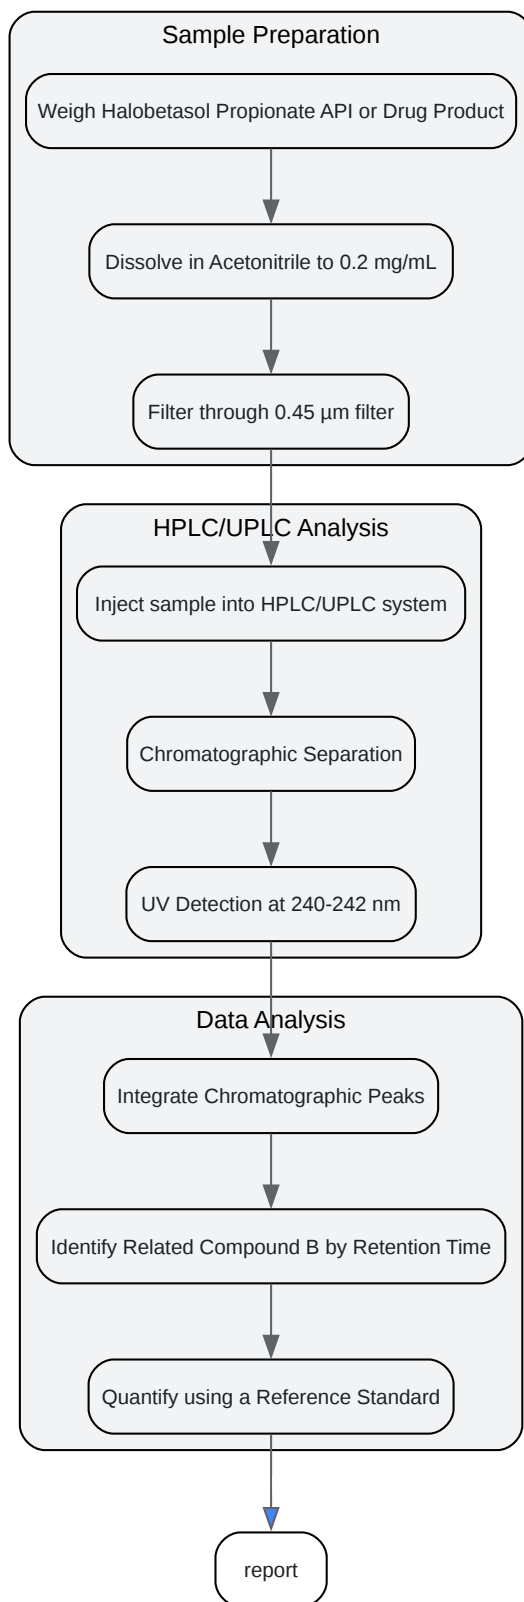 Sample Preparation
Weigh Halobetasol Propionate API or Drug Product
Dissolve in Acetonitrile to 0.2 mg/mL
Filter through 0.45 µm filter
HPLC/UPLC Analysis
Inject sample into HPLC/UPLC system
Chromatographic Separation
UV Detection at 240-242 nm
Data Analysis
Integrate Chromatographic Peaks
Identify Related Compound B by Retention Time
Quantify using a Reference Standard
report